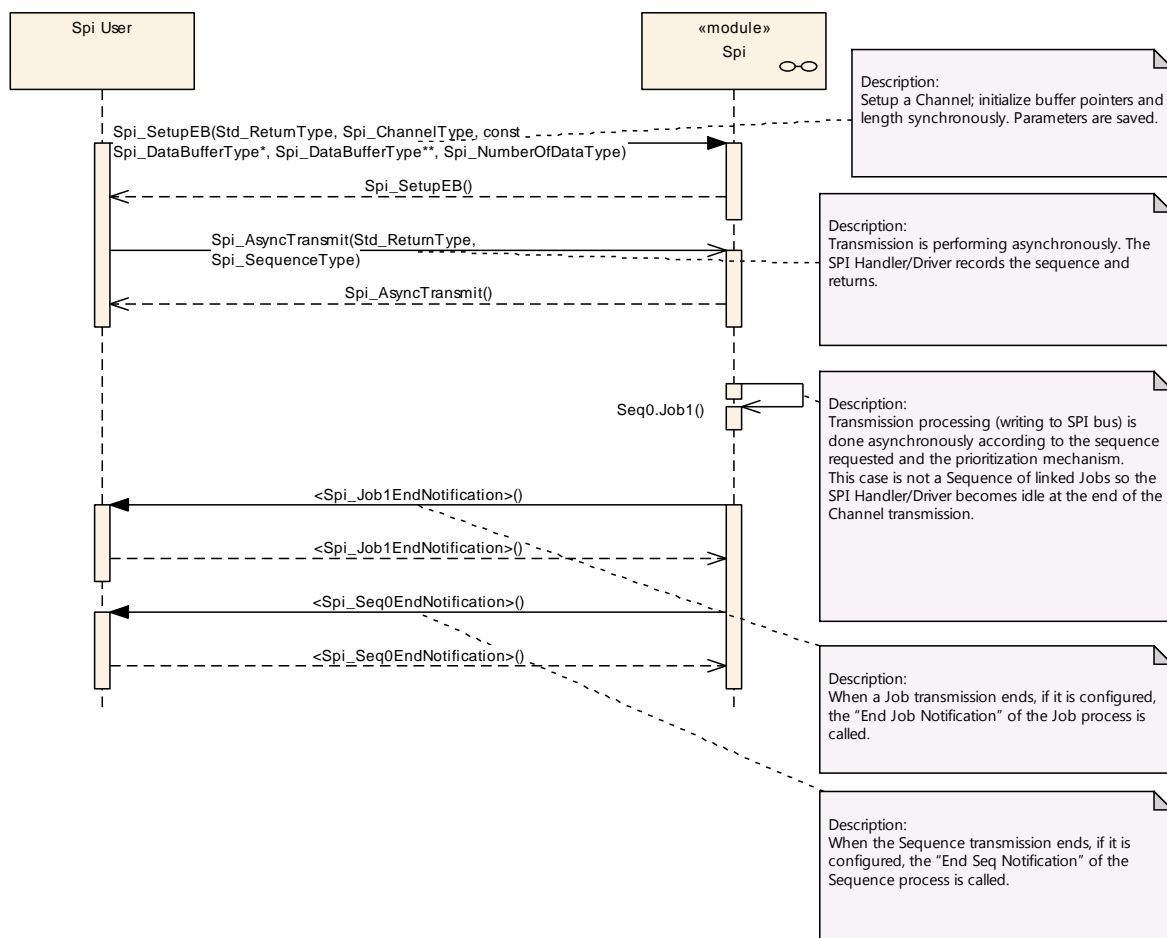 Spi User
«module»
Spi
Description:
Setup a Channel; initialize buffer pointers and
length synchronously. Parameters are saved.
Spi_SetupEB(Std_ReturnType, Spi_ChannelType, const
Spi_DataBufferType*, Spi_DataBufferType**, Spi_NumberOfDataType)
Spi_SetupEB()
Description:
Transmission is performing asynchronously. The
SPI Handler/Driver records the sequence and
returns.
Spi_AsyncTransmit(Std_ReturnType,
Spi_SequenceType)
Spi_AsyncTransmit()
Seq0.Job1()
Description:
Transmission processing (writing to SPI bus) is
done asynchronously according to the sequence
requested and the prioritization mechanism.
This case is not a Sequence of linked Jobs so the
SPI Handler/Driver becomes idle at the end of the
Channel transmission.
<Spi_Job1EndNotification>()
<Spi_Job1EndNotification>()
<Spi_Seq0EndNotification>()
<Spi_Seq0EndNotification>()
Description:
When a Job transmission ends, if it is configured,
the “End Job Notification” of the Job process is
called.
Description:
When the Sequence transmission ends, if it is
configured, the “End Seq Notification” of the
Sequence process is called.